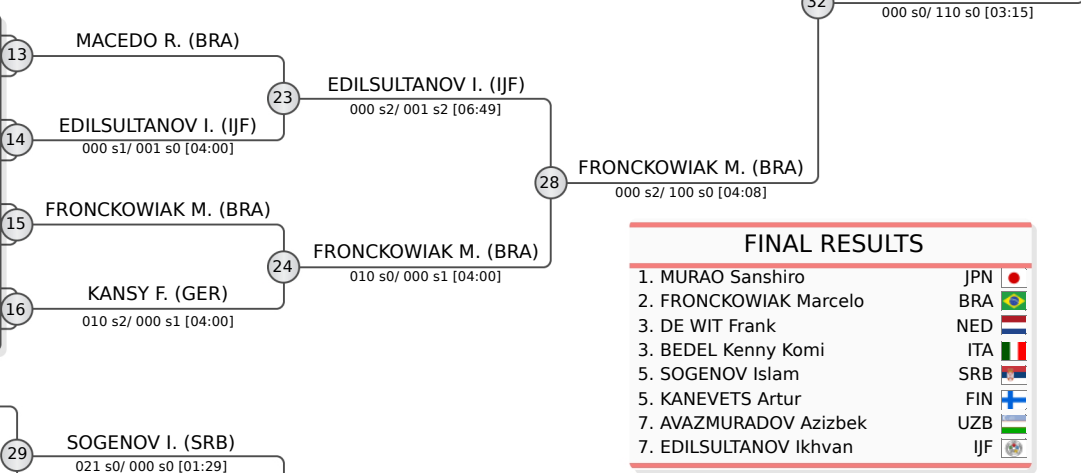 32
000 s0/ 110 s0 [03:15]
13
MACEDO R. (BRA)
23
EDILSULTANOV I. (IJF)
000 s2/ 001 s2 [06:49]
14
EDILSULTANOV I. (IJF)
000 s1/ 001 s0 [04:00]
28
FRONCKOWIAK M. (BRA)
000 s2/ 100 s0 [04:08]
15
FRONCKOWIAK M. (BRA)
24
FRONCKOWIAK M. (BRA)
010 s0/ 000 s1 [04:00]
16
KANSY F. (GER)
010 s2/ 000 s1 [04:00]
FINAL RESULTS
1. MURAO Sanshiro JPN
2. FRONCKOWIAK Marcelo BRA
3. DE WIT Frank NED
3. BEDEL Kenny Komi ITA
5. SOGENOV Islam SRB
5. KANEVETS Artur FIN
7. AVAZMURADOV Azizbek UZB
7. EDILSULTANOV Ikhvan IJF
29
SOGENOV I. (SRB)
021 s0/ 000 s0 [01:29]